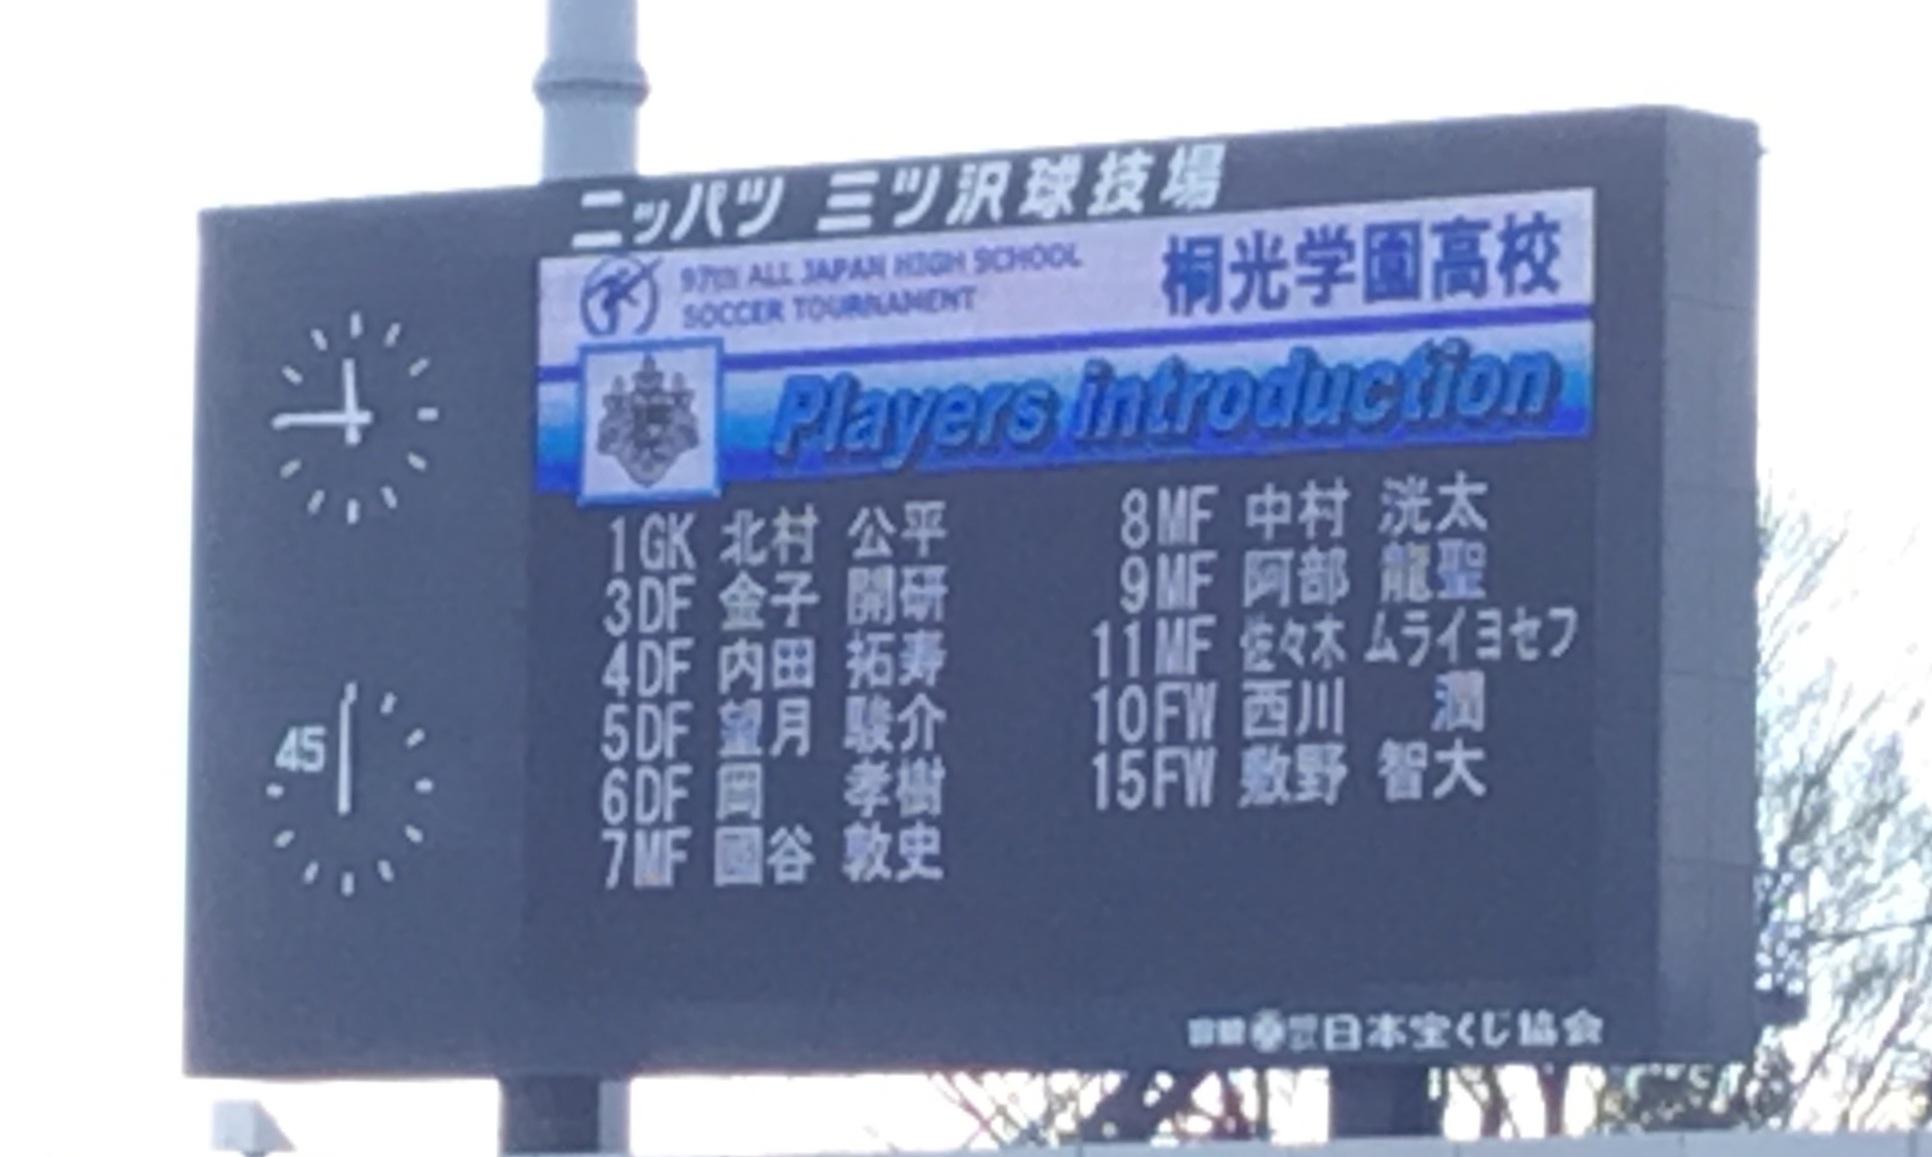 ニッパツ 三ツ沢球技場
97th ALL JAPAN HIGH SCHOOL
SOCCER TOURNAMENT
桐光学園高校
Players introduction
1GK 北村 公平
3DF 金子 開研
4DF 内田 拓寿
5DF 望月 駿介
6DF 岡 孝樹
7MF 國谷 敦史
8MF 中村 洸太
9MF 阿部 龍聖
11MF 佐々木 ムライヨセフ
10FW 西川 潤
15FW 敷野 智大
45
日本宝くじ協会